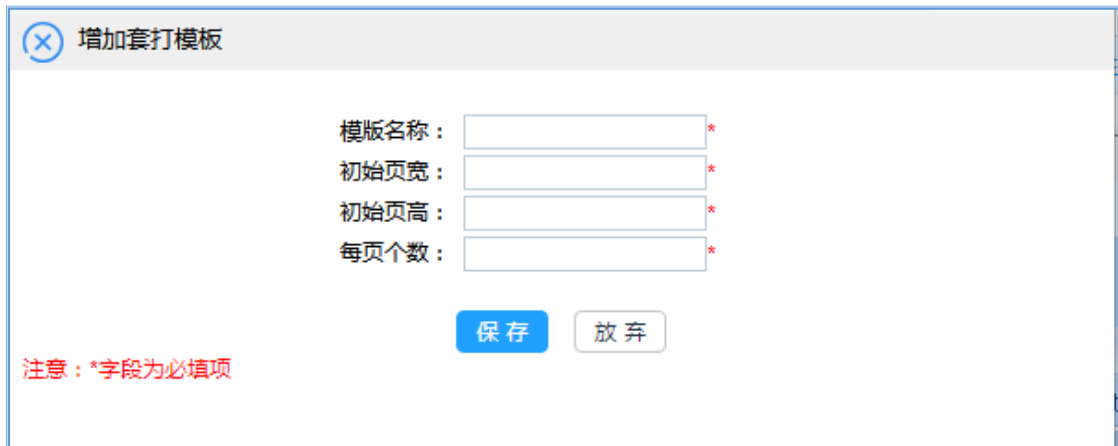 增加套打模板
模版名称：*
初始页宽：*
初始页高：*
每页个数：*
保存 放弃
注意：*字段为必填项